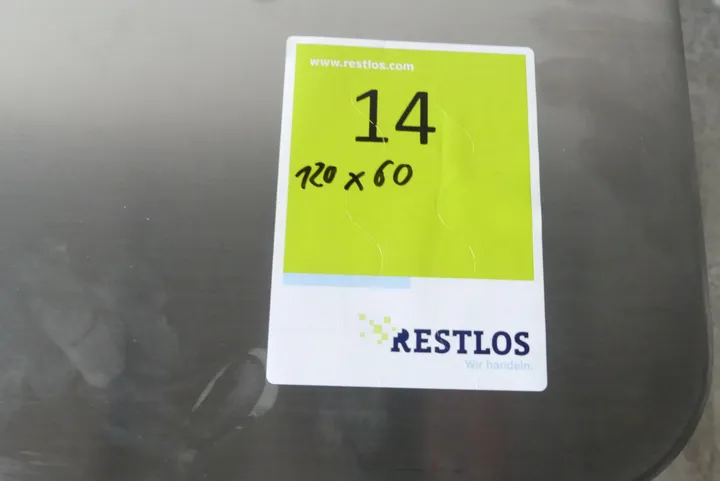 www.restlos.com
14
120 x 60
RESTLOS
Wir handeln.